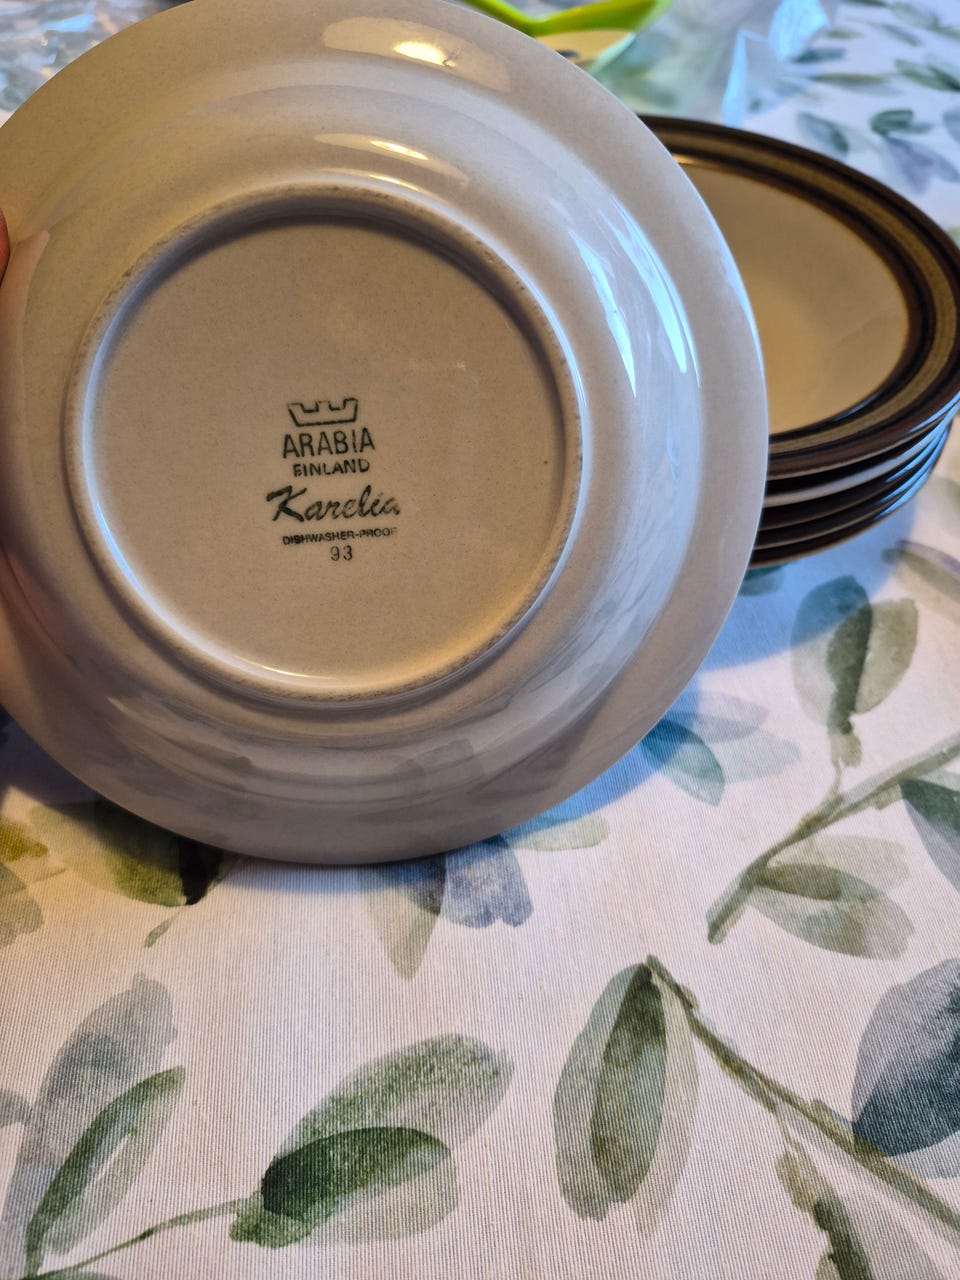 ARABIA
FINLAND
Karelia
DISHWASHER-PROOF
93